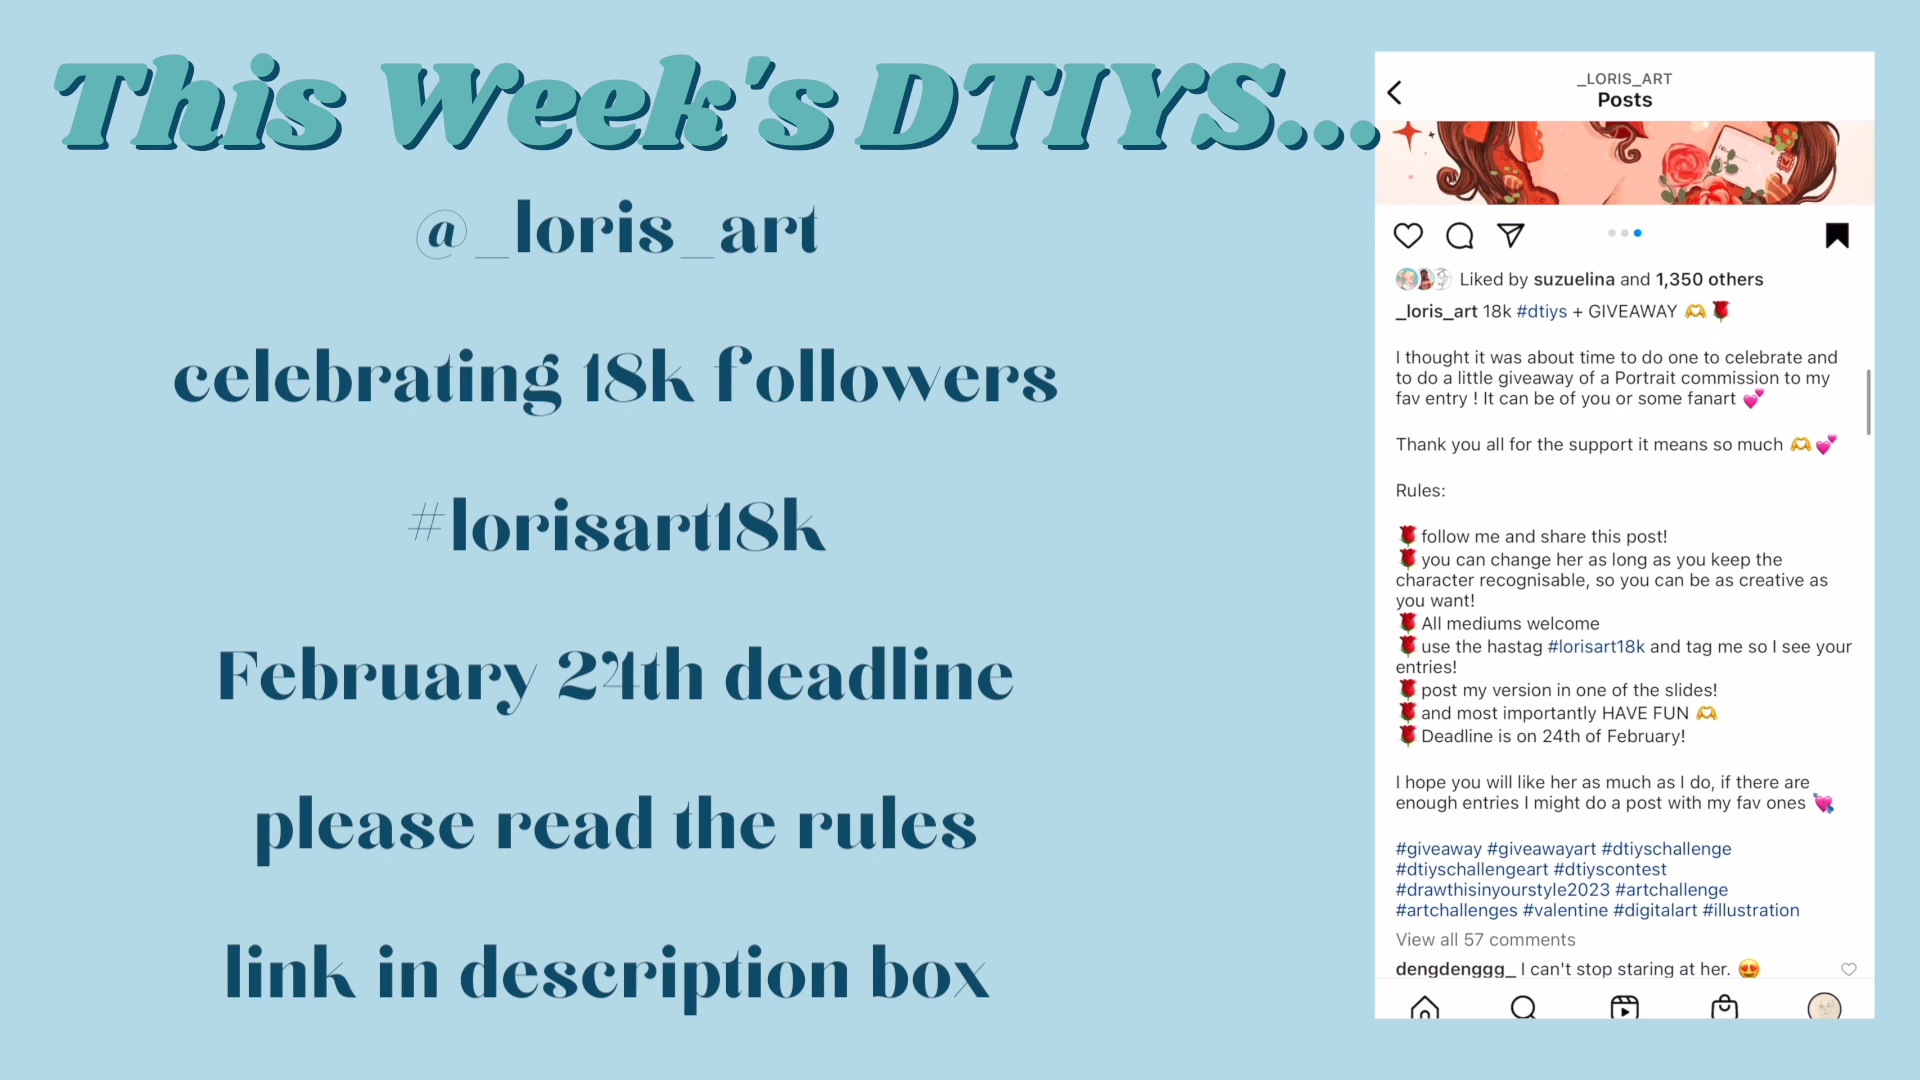 This Week's DTIYS...
@_loris_art
celebrating 18k followers
#lorisart18k
February 24th deadline
please read the rules
link in description box
_LORIS_ART
Posts
Liked by suzuelina and 1,350 others
_loris_art 18k #dtiys + GIVEAWAY 🫶🌹
I thought it was about time to do one to celebrate and
to do a little giveaway of a Portrait commission to my
fav entry ! It can be of you or some fanart 💕
Thank you all for the support it means so much 🫶💕
Rules:
🌹follow me and share this post!
🌹you can change her as long as you keep the
character recognisable, so you can be as creative as
you want!
🌹All mediums welcome
🌹use the hastag #lorisart18k and tag me so I see your
entries!
🌹post my version in one of the slides!
🌹and most importantly HAVE FUN 🫶
🌹Deadline is on 24th of February!
I hope you will like her as much as I do, if there are
enough entries I might do a post with my fav ones 💘
#giveaway #giveawayart #dtiyschallenge
#dtiyschallengeart #dtiyscontest
#drawthisinyourstyle2023 #artchallenge
#artchallenges #valentine #digitalart #illustration
View all 57 comments
dengdenggg_ I can't stop staring at her. 😍